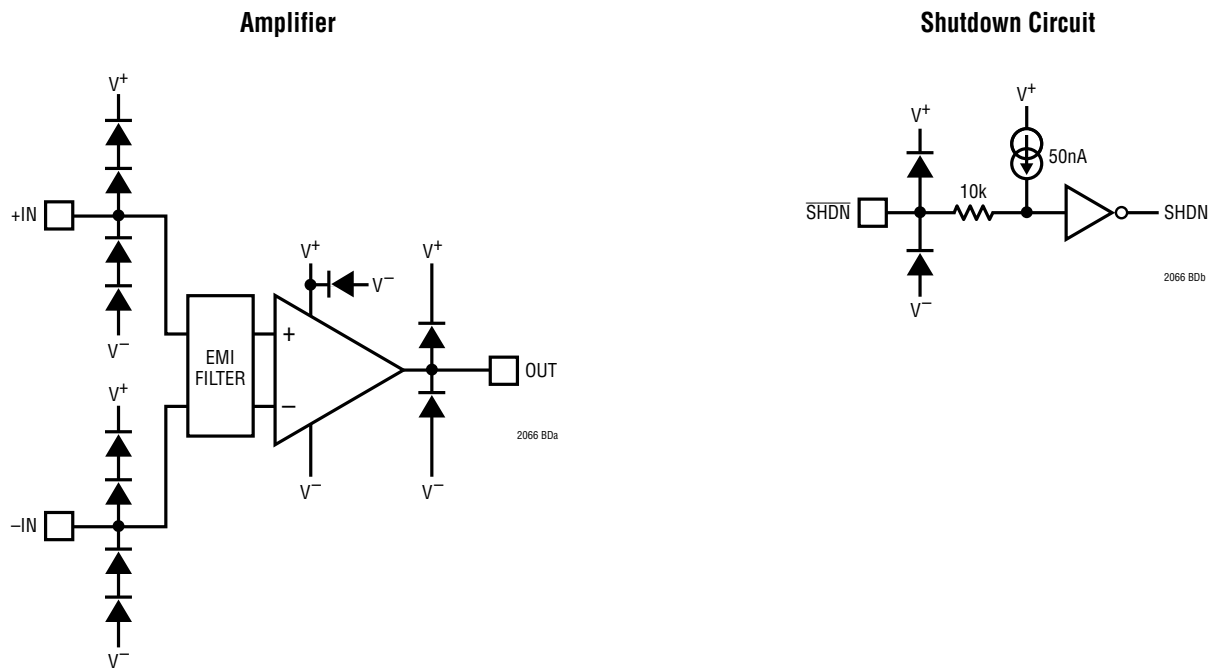 Amplifier
V+
+IN
V−
V+
−IN
V−
EMI
FILTER
+
−
V+
V−
V−
V+
V−
OUT
2066 BDa
Shutdown Circuit
V+
V+
50nA
10k
SHDN
SHDN
V−
2066 BDb